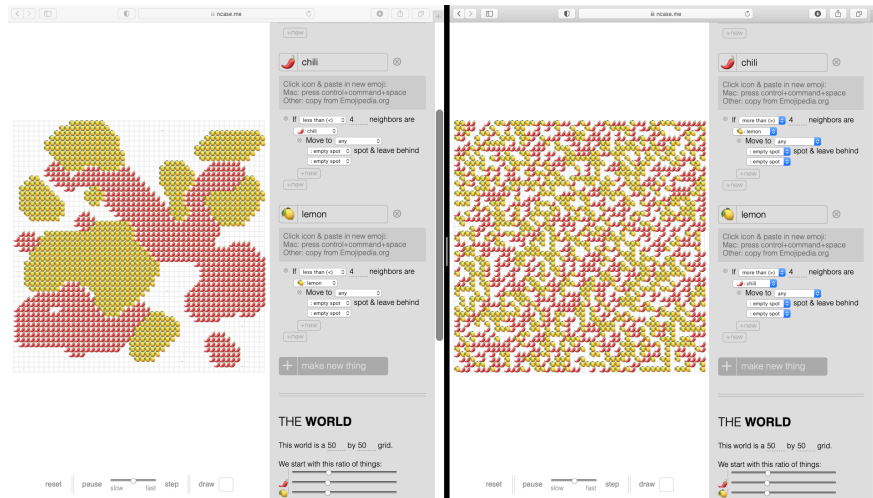 ncase.me
+new
chili
Click icon & paste in new emoji:
Mac: press control+command+space
Other: copy from Emojipedia.org
If less than (<) 4 neighbors are
: chili
Move to any
: empty spot spot & leave behind
: empty spot
+new
+new
lemon
Click icon & paste in new emoji:
Mac: press control+command+space
Other: copy from Emojipedia.org
If less than (<) 4 neighbors are
: lemon
Move to any
: empty spot spot & leave behind
: empty spot
+new
+new
+ make new thing
THE WORLD
This world is a 50 by 50 grid.
We start with this ratio of things:
reset pause slow fast step draw
ncase.me
+new
chili
Click icon & paste in new emoji:
Mac: press control+command+space
Other: copy from Emojipedia.org
If more than (>) 4 neighbors are
: lemon
Move to any
: empty spot spot & leave behind
: empty spot
+new
+new
lemon
Click icon & paste in new emoji:
Mac: press control+command+space
Other: copy from Emojipedia.org
If more than (>) 4 neighbors are
: chili
Move to any
: empty spot spot & leave behind
: empty spot
+new
+new
+ make new thing
THE WORLD
This world is a 50 by 50 grid.
We start with this ratio of things:
reset pause slow fast step draw